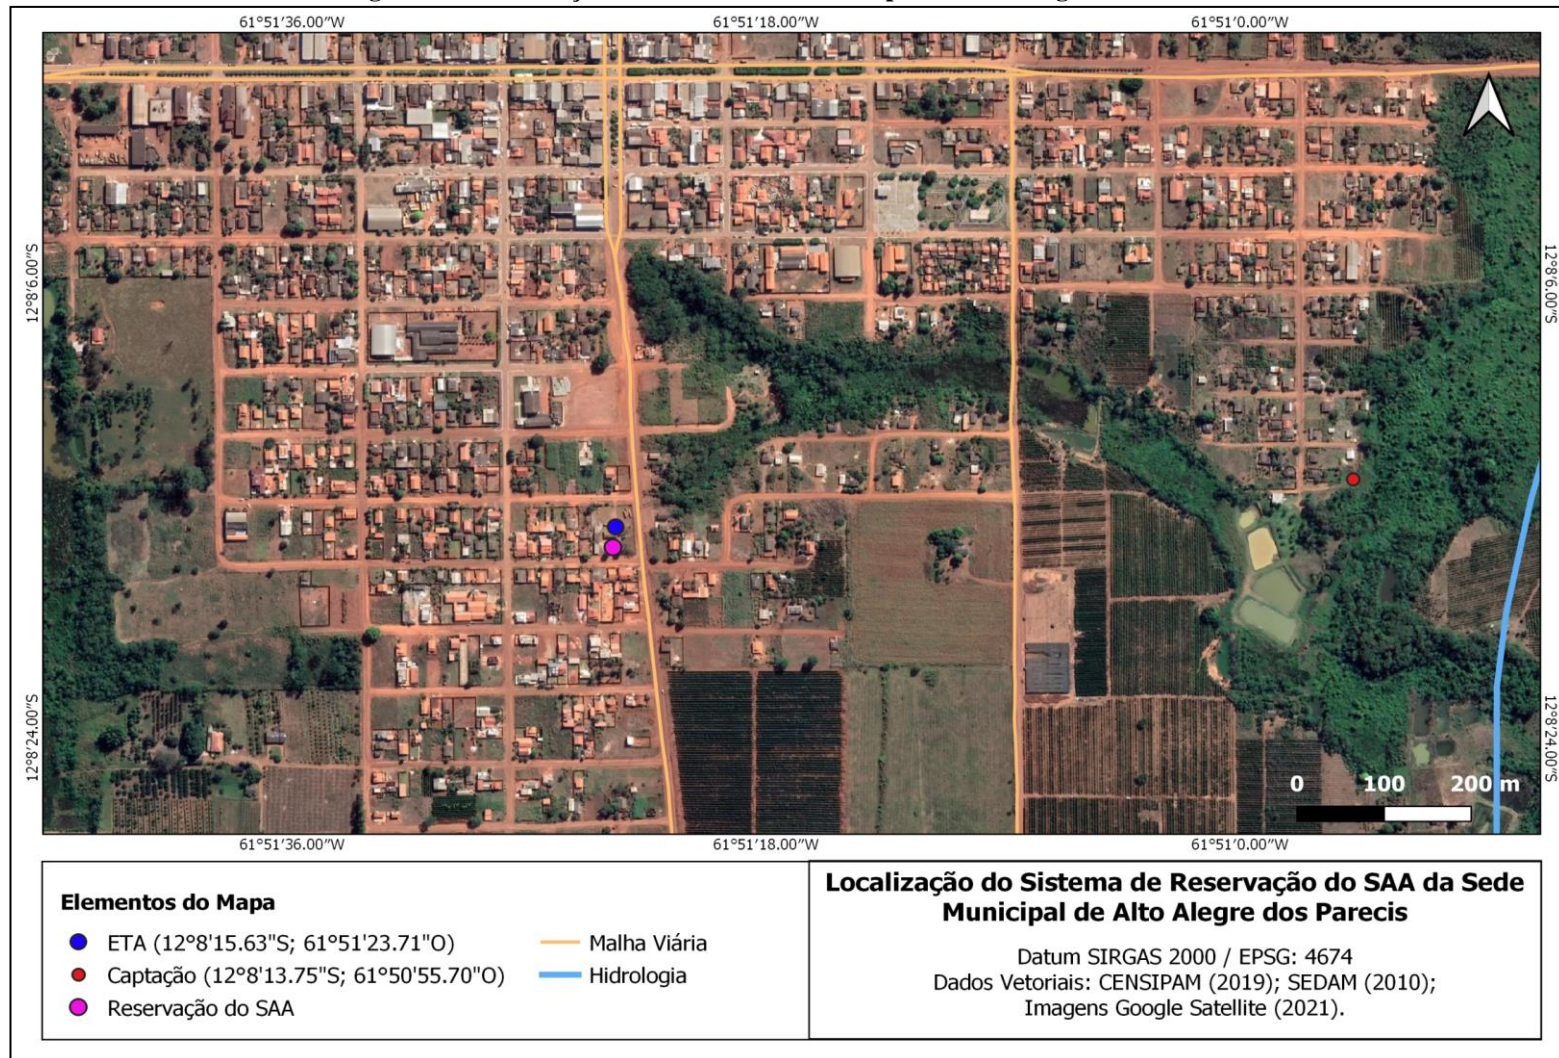 61°51′36.00″W 61°51′18.00″W 61°51′0.00″W
12°8′6.00″S 12°8′6.00″S
12°8′24.00″S 12°8′24.00″S
0 100 200 m
61°51′36.00″W 61°51′18.00″W 61°51′0.00″W
Elementos do Mapa
ETA (12°8'15.63"S; 61°51'23.71"O)
Captação (12°8'13.75"S; 61°50'55.70"O)
Reservação do SAA
Malha Viária
Hidrologia
Localização do Sistema de Reservação do SAA da Sede
Municipal de Alto Alegre dos Parecis
Datum SIRGAS 2000 / EPSG: 4674
Dados Vetoriais: CENSIPAM (2019); SEDAM (2010);
Imagens Google Satellite (2021).